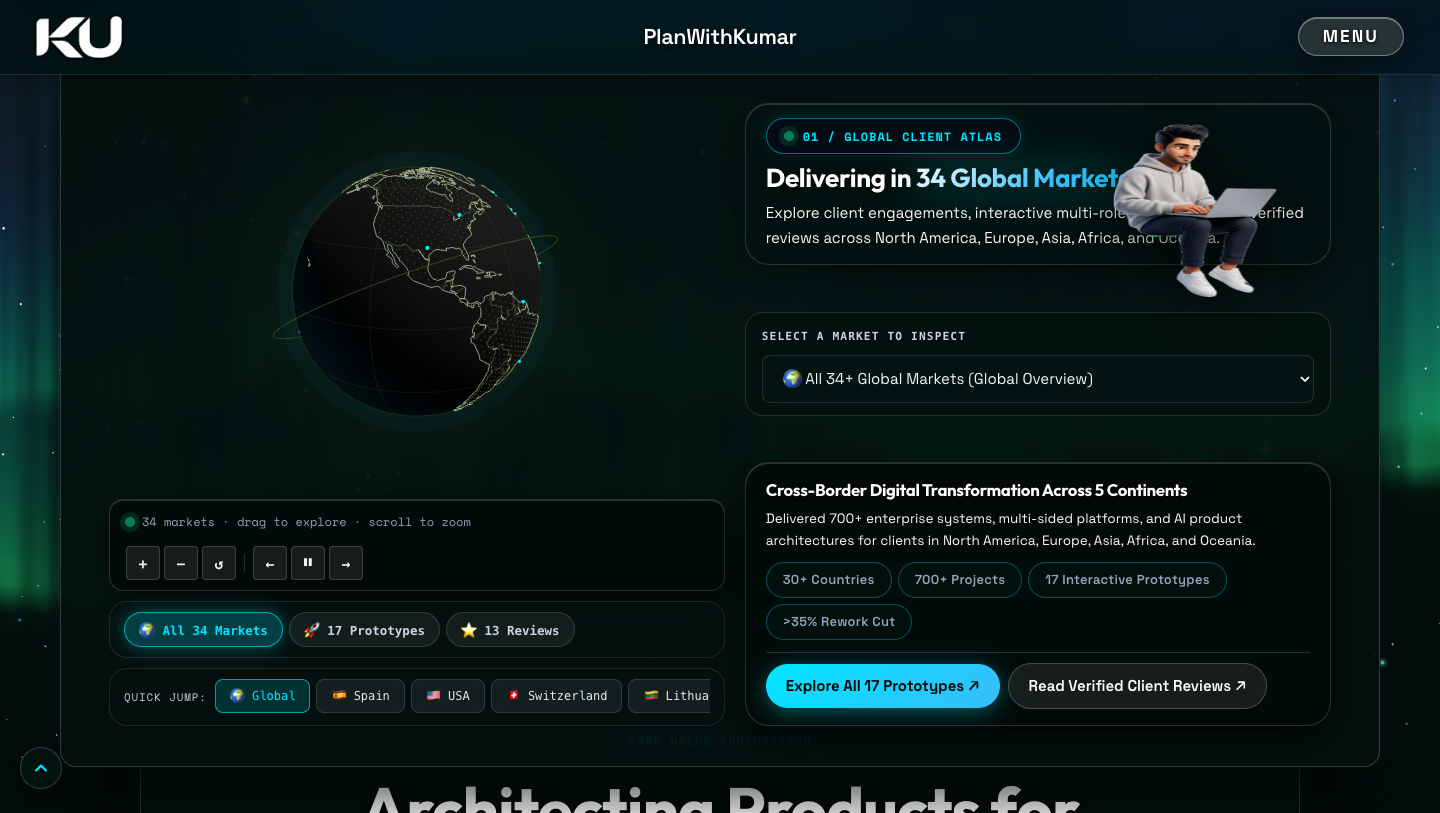 KU
PlanWithKumar
MENU
01 / GLOBAL CLIENT ATLAS
Delivering in 34 Global Market
Explore client engagements, interactive multi-role erified
reviews across North America, Europe, Asia, Africa, and
SELECT A MARKET TO INSPECT
All 34+ Global Markets (Global Overview)
34 markets · drag to explore · scroll to zoom
+ − ↺ ← →
All 34 Markets
17 Prototypes
13 Reviews
QUICK JUMP:
Global
Spain
USA
Switzerland
Lithua
Cross-Border Digital Transformation Across 5 Continents
Delivered 700+ enterprise systems, multi-sided platforms, and AI product
architectures for clients in North America, Europe, Asia, Africa, and Oceania.
30+ Countries
700+ Projects
17 Interactive Prototypes
>35% Rework Cut
Explore All 17 Prototypes ↗
Read Verified Client Reviews ↗
CORE VALUE PROPOSITION
Architecting Products for